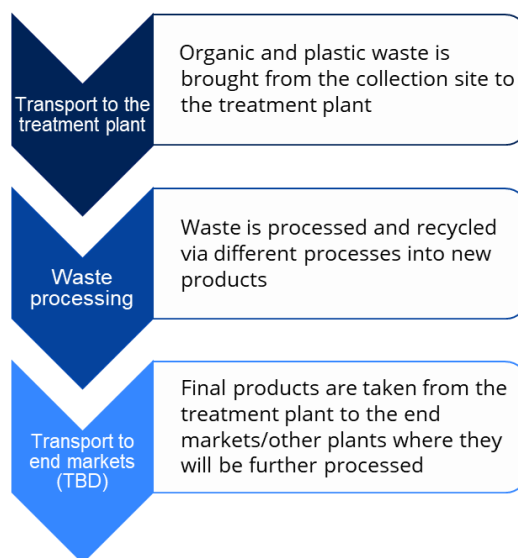 Transport to the
treatment plant
Organic and plastic waste is
brought from the collection site to
the treatment plant
Waste
processing
Waste is processed and recycled
via different processes into new
products
Transport to
end markets
(TBD)
Final products are taken from the
treatment plant to the end
markets/other plants where they
will be further processed